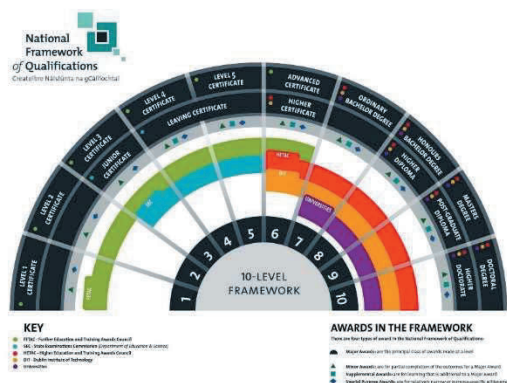 National
Framework
of Qualifications
Creatlaíre Náisiúnta na gCáilíochtaí
LEVEL 1
CERTIFICATE
LEVEL 2
CERTIFICATE
LEVEL 3
CERTIFICATE
JUNIOR
CERTIFICATE
LEVEL 4
CERTIFICATE
LEVEL 5
CERTIFICATE
LEAVING CERTIFICATE
ADVANCED
CERTIFICATE
HIGHER
CERTIFICATE
ORDINARY
BACHELOR DEGREE
HONOURS
BACHELOR DEGREE
HIGHER
DIPLOMA
MASTERS
DEGREE
POST-GRADUATE
DIPLOMA
DOCTORAL
DEGREE
HIGHER
DOCTORATE
FETAC
SEC
HETAC
DIT
UNIVERSITIES
1
2
3
4
5
6
7
8
9
10
10-LEVEL
FRAMEWORK
KEY
FETAC - Further Education and Training Awards Council
SEC - State Examinations Commission (Department of Education & Science)
HETAC - Higher Education and Training Awards Council
DIT - Dublin Institute of Technology
Universities
AWARDS IN THE FRAMEWORK
There are four types of award in the National Framework of Qualifications:
Major Awards: are the principal class of awards made at a level
Minor Awards: are for partial completion of the outcomes for a Major Award
Supplemental Awards: are for learning that is additional to a Major Award